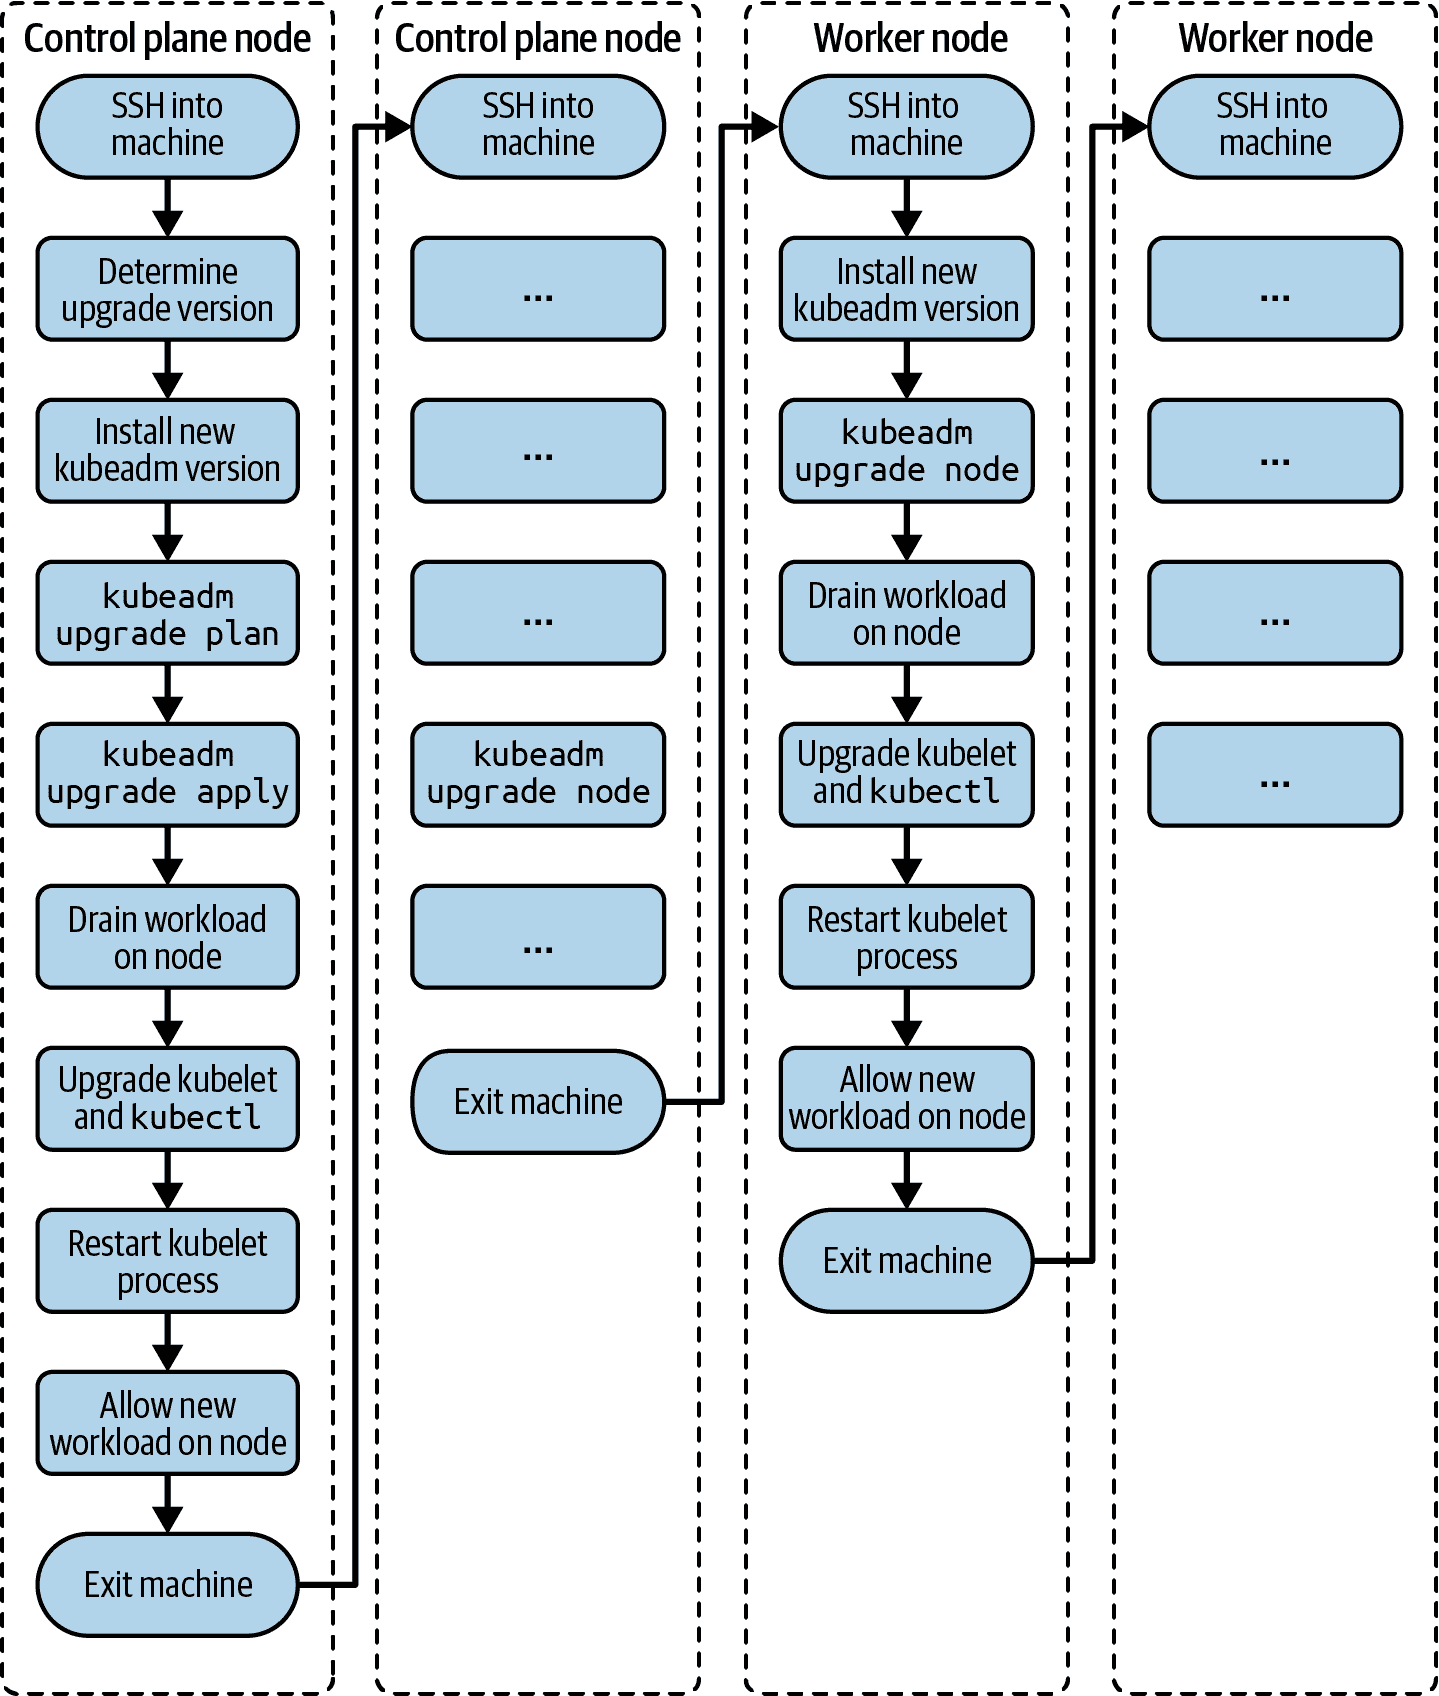 Control plane node
SSH into
machine
Determine
upgrade version
Install new
kubeadm version
kubeadm
upgrade plan
kubeadm
upgrade apply
Drain workload
on node
Upgrade kubelet
and kubectl
Restart kubelet
process
Allow new
workload on node
Exit machine
Control plane node
SSH into
machine
...
...
...
kubeadm
upgrade node
...
Exit machine
Worker node
SSH into
machine
Install new
kubeadm version
kubeadm
upgrade node
Drain workload
on node
Upgrade kubelet
and kubectl
Restart kubelet
process
Allow new
workload on node
Exit machine
Worker node
SSH into
machine
...
...
...
...